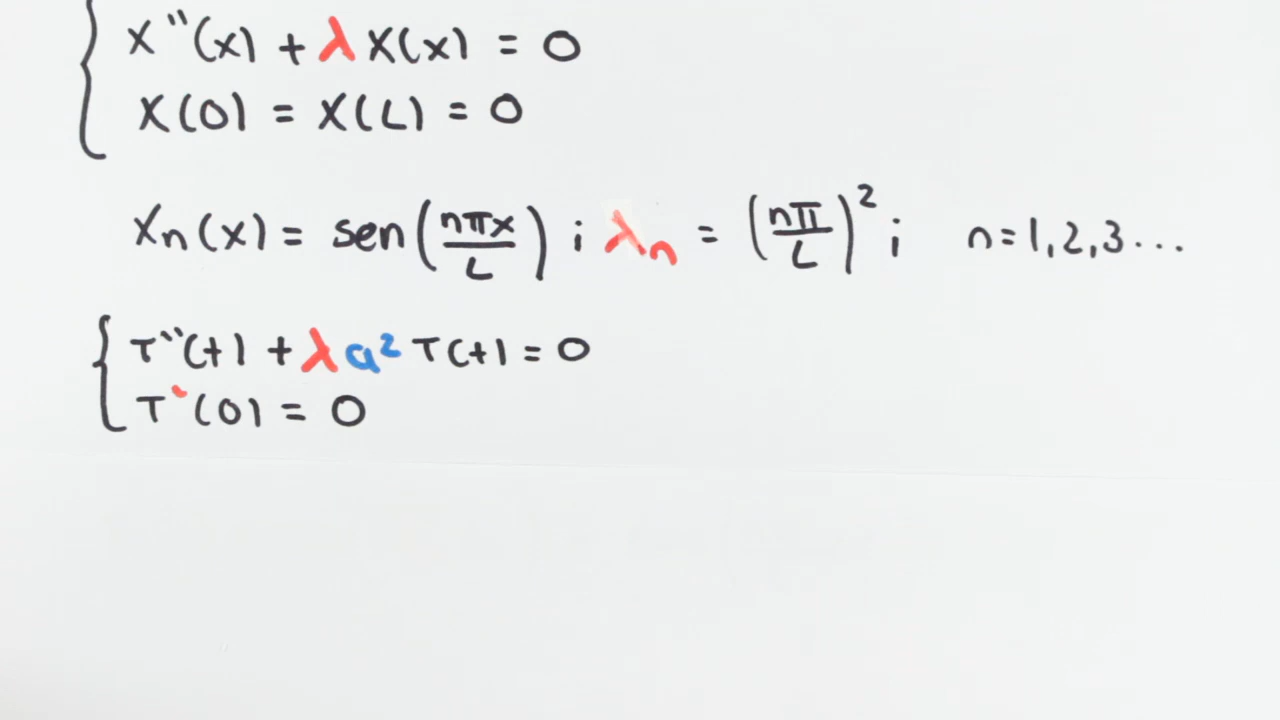 X''(x) + λX(x) = 0
X(0) = X(L) = 0
Xn(x) = sen(nπx/L) ; λn = (nπ/L)² ; n = 1,2,3...
T''(t) + λa²T(t) = 0
T'(0) = 0